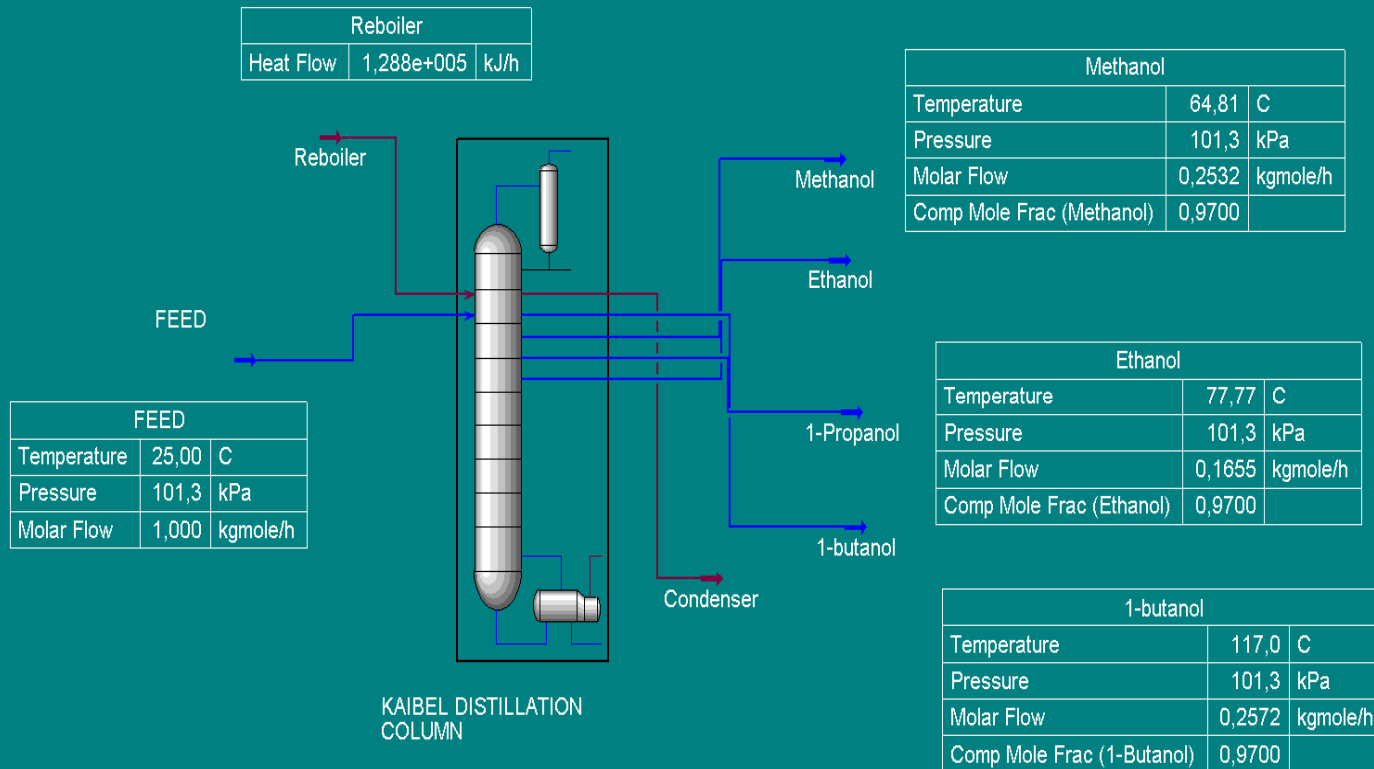 Reboiler
Heat Flow 1,288e+005 kJ/h
Reboiler
FEED
FEED
Temperature 25,00 C
Pressure 101,3 kPa
Molar Flow 1,000 kgmole/h
KAIBEL DISTILLATION
COLUMN
Methanol
Ethanol
1-Propanol
1-butanol
Condenser
Methanol
Temperature 64,81 C
Pressure 101,3 kPa
Molar Flow 0,2532 kgmole/h
Comp Mole Frac (Methanol) 0,9700
Ethanol
Temperature 77,77 C
Pressure 101,3 kPa
Molar Flow 0,1655 kgmole/h
Comp Mole Frac (Ethanol) 0,9700
1-butanol
Temperature 117,0 C
Pressure 101,3 kPa
Molar Flow 0,2572 kgmole/h
Comp Mole Frac (1-Butanol) 0,9700